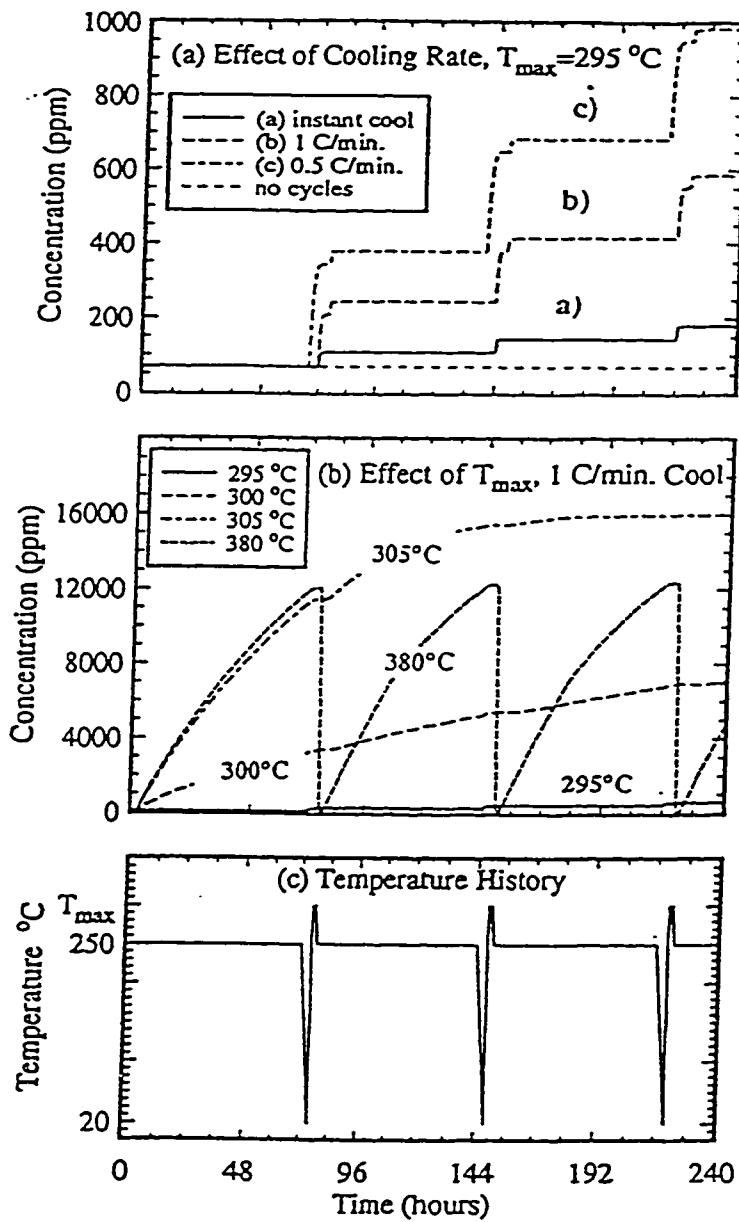 1000
800
600
400
200
0
Concentration (ppm)
(a) Effect of Cooling Rate, Tmax=295 °C
(a) instant cool
(b) 1 C/min.
(c) 0.5 C/min.
no cycles
c)
b)
a)
16000
12000
8000
4000
0
Concentration (ppm)
295 °C
300 °C
305 °C
380 °C
(b) Effect of Tmax, 1 C/min. Cool
305°C
380°C
300°C
295°C
(c) Temperature History
Tmax
250
20
Temperature °C
0 48 96 144 192 240
Time (hours)